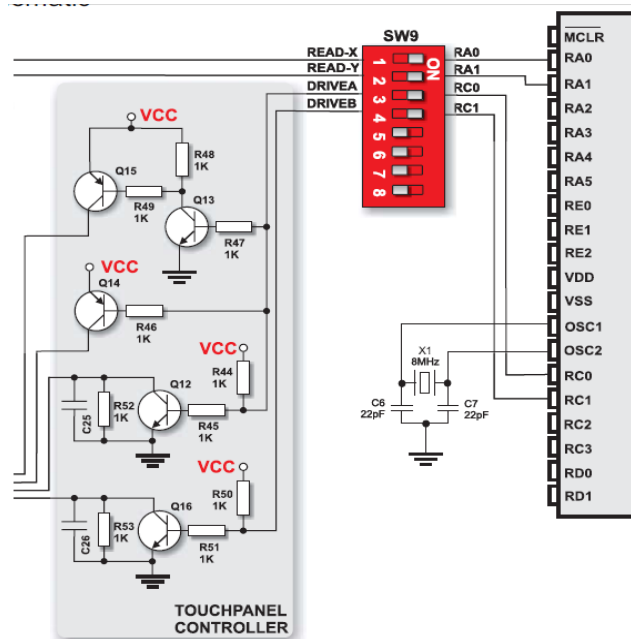 SW9
READ-X
READ-Y
DRIVEA
DRIVEB
1
2
3
4
5
6
7
8
ON
RA0
RA1
RC0
RC1
MCLR
RA0
RA1
RA2
RA3
RA4
RA5
RE0
RE1
RE2
VDD
VSS
OSC1
OSC2
RC0
RC1
RC2
RC3
RD0
RD1
VCC
R48
1K
Q15
R49
1K
Q13
R47
1K
VCC
Q14
R46
1K
VCC
R44
1K
Q12
C25
R52
1K
R45
1K
VCC
R50
1K
Q16
C26
R53
1K
R51
1K
X1
8MHz
C6
22pF
C7
22pF
TOUCHPANEL
CONTROLLER